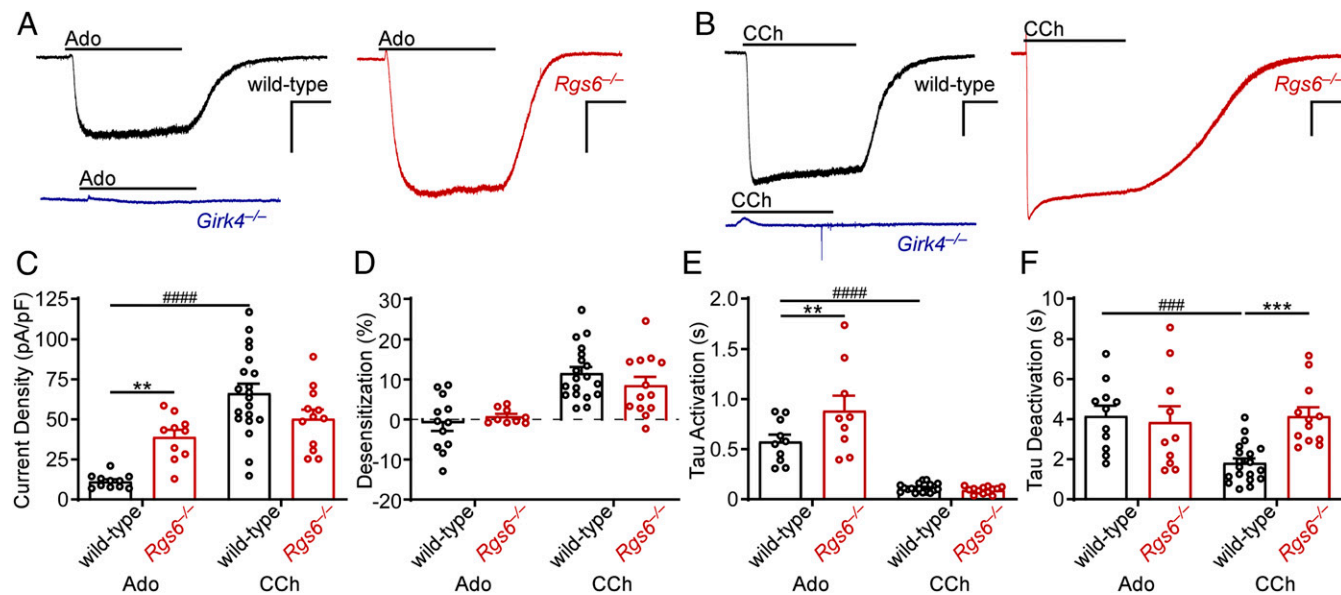 A
B
Ado
Ado
CCh
CCh
wild-type
Rgs6–/–
wild-type
Rgs6–/–
Ado
CCh
Girk4–/–
Girk4–/–
C
D
E
F
Current Density (pA/pF)
125
100
75
50
25
0
####
**
wild-type
Rgs6–/–
wild-type
Rgs6–/–
Ado
CCh
Desensitization (%)
30
20
10
0
-10
-20
wild-type
Rgs6–/–
wild-type
Rgs6–/–
Ado
CCh
Tau Activation (s)
2.0
1.5
1.0
0.5
0
####
**
wild-type
Rgs6–/–
wild-type
Rgs6–/–
Ado
CCh
Tau Deactivation (s)
10
8
6
4
2
0
###
***
wild-type
Rgs6–/–
wild-type
Rgs6–/–
Ado
CCh